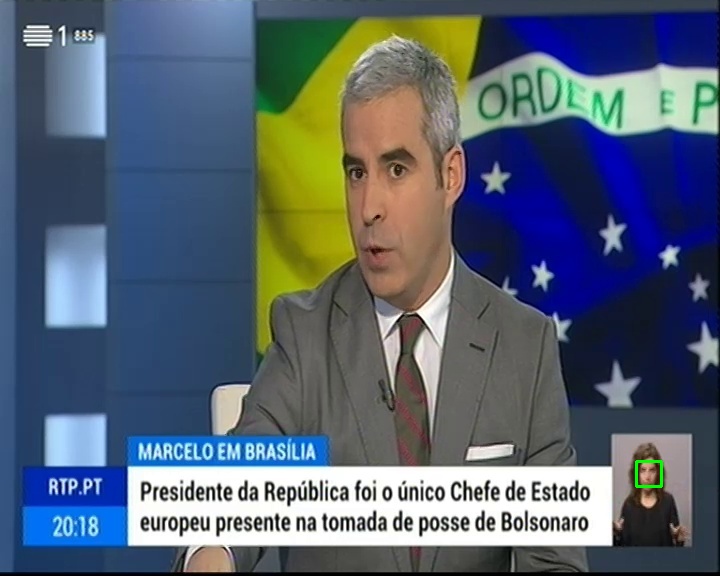 1 885
ORDEM E P
MARCELO EM BRASÍLIA
RTP.PT
Presidente da República foi o único Chefe de Estado
20:18
europeu presente na tomada de posse de Bolsonaro